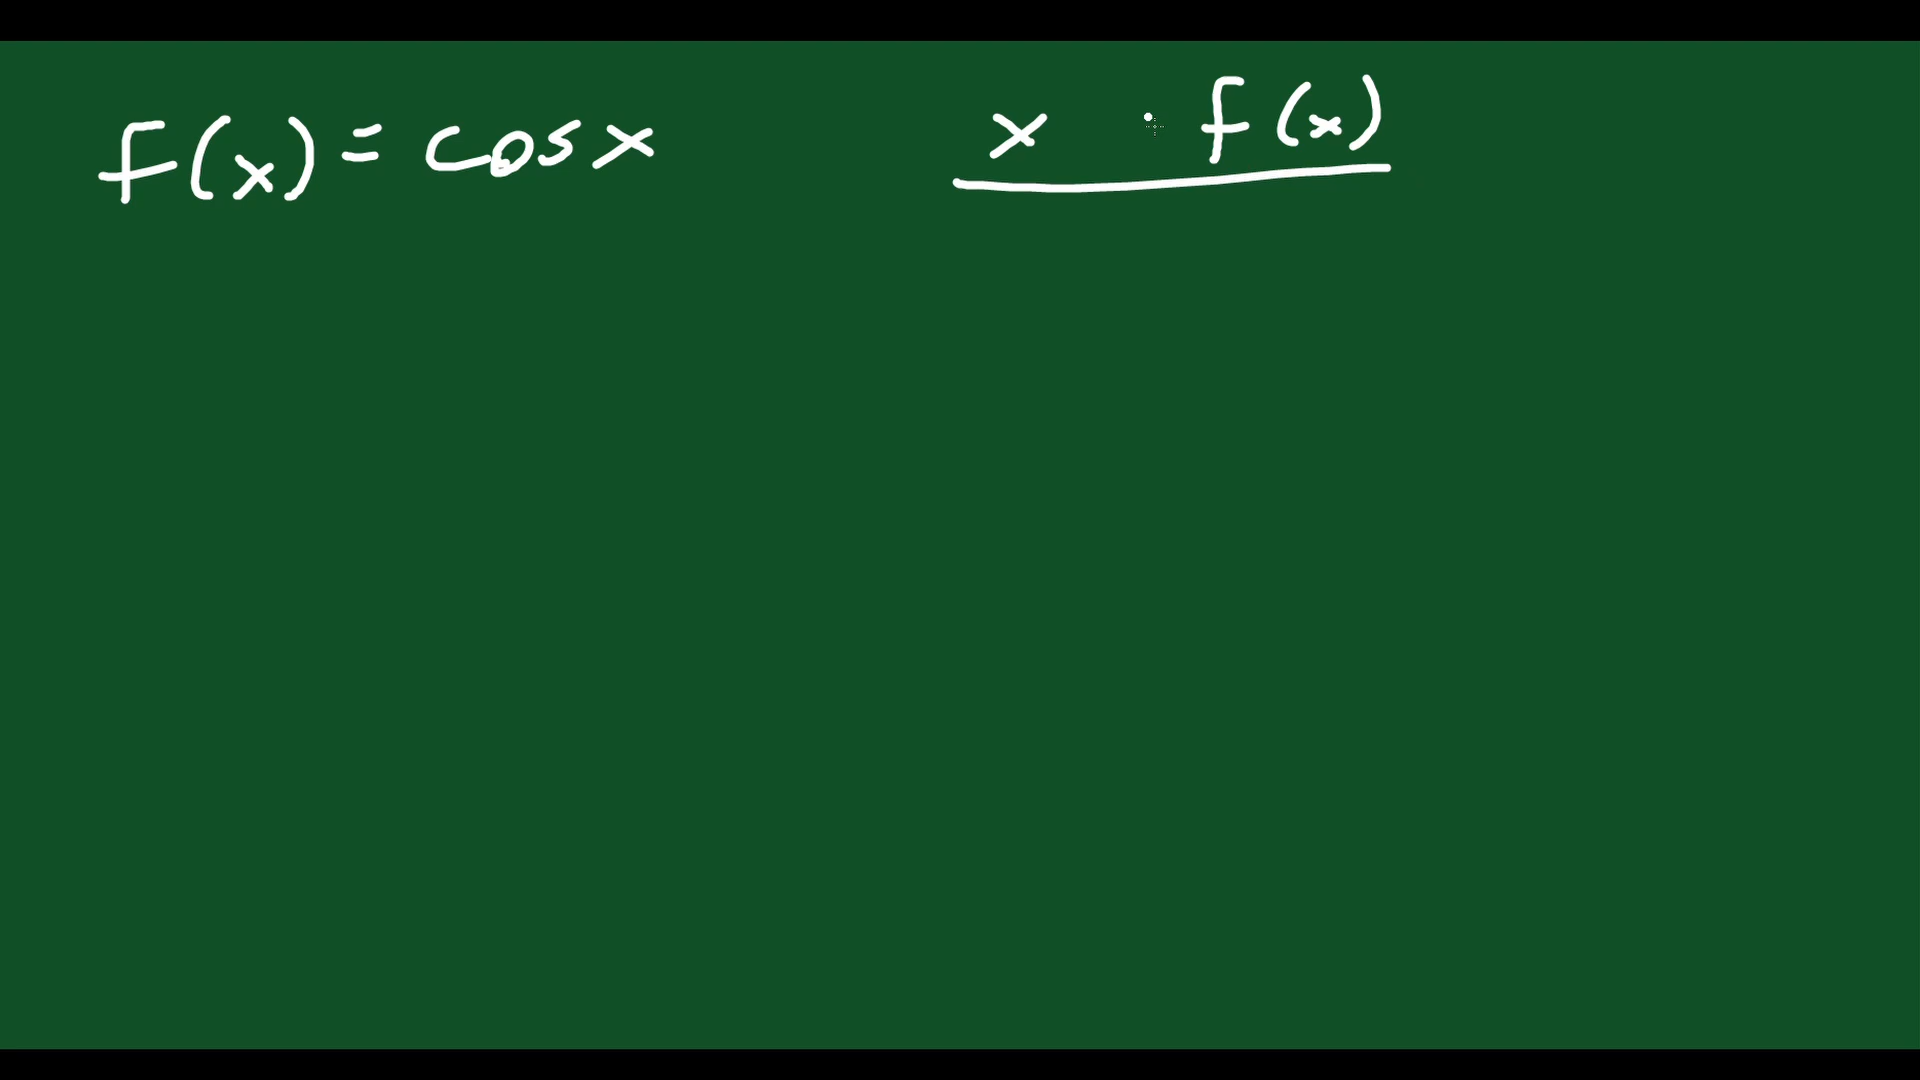 f(x) = cos x
x f(x)